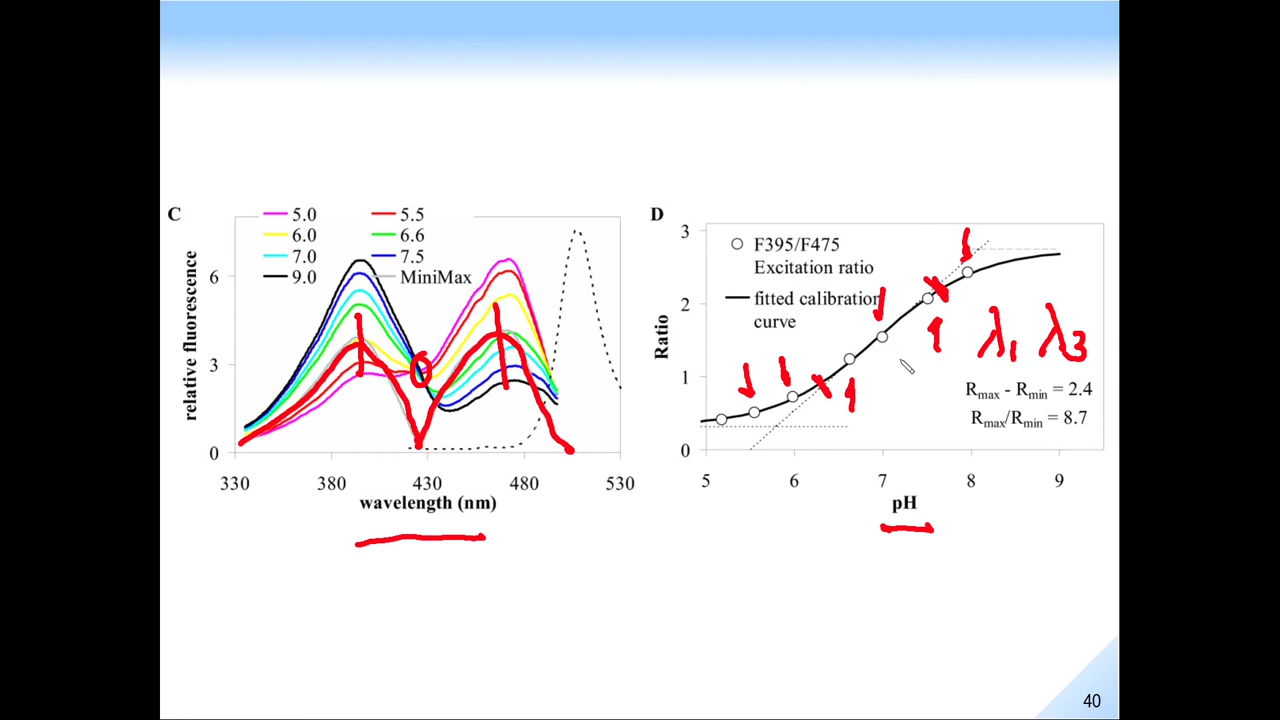 C
5.0 5.5
6.0 6.6
7.0 7.5
9.0 MiniMax
relative fluorescence
6
3
0
330 380 430 480 530
wavelength (nm)
D
3
2
1
0
Ratio
F395/F475
Excitation ratio
fitted calibration
curve
λ1 λ3
Rmax - Rmin = 2.4
Rmax/Rmin = 8.7
5 6 7 8 9
pH
40